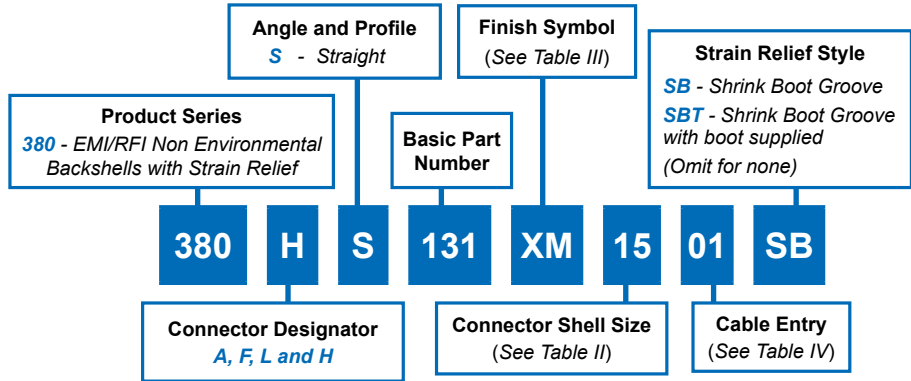 Angle and Profile
S - Straight
Finish Symbol
(See Table III)
Strain Relief Style
SB - Shrink Boot Groove
SBT - Shrink Boot Groove
with boot supplied
(Omit for none)
Product Series
380 - EMI/RFI Non Environmental
Backshells with Strain Relief
Basic Part
Number
380 H S 131 XM 15 01 SB
Connector Designator
A, F, L and H
Connector Shell Size
(See Table II)
Cable Entry
(See Table IV)